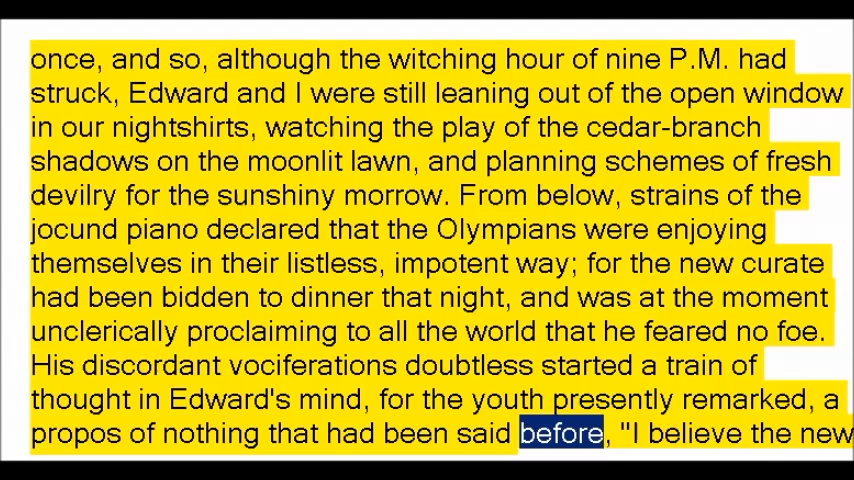 once, and so, although the witching hour of nine P.M. had
struck, Edward and I were still leaning out of the open window
in our nightshirts, watching the play of the cedar-branch
shadows on the moonlit lawn, and planning schemes of fresh
devilry for the sunshiny morrow. From below, strains of the
jocund piano declared that the Olympians were enjoying
themselves in their listless, impotent way; for the new curate
had been bidden to dinner that night, and was at the moment
unclerically proclaiming to all the world that he feared no foe.
His discordant vociferations doubtless started a train of
thought in Edward's mind, for the youth presently remarked, a
propos of nothing that had been said before, "I believe the new